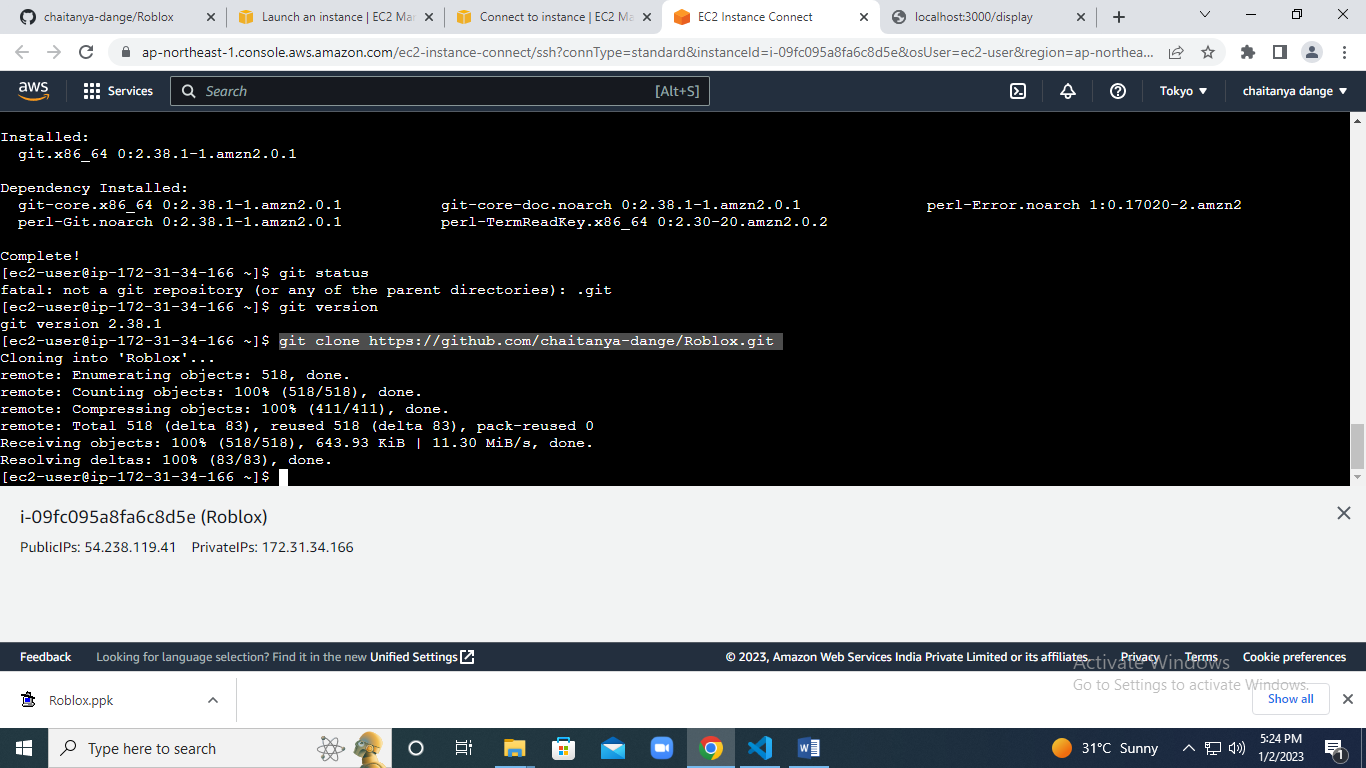 chaitanya-dange/Roblox
Launch an instance | EC2 Mar
Connect to instance | EC2 Ma
EC2 Instance Connect
localhost:3000/display
ap-northeast-1.console.aws.amazon.com/ec2-instance-connect/ssh?connType=standard&instanceId=i-09fc095a8fa6c8d5e&osUser=ec2-user&region=ap-northea...
aws
Services
Search
[Alt+S]
Tokyo
chaitanya dange
Installed:
git.x86_64 0:2.38.1-1.amzn2.0.1
Dependency Installed:
git-core.x86_64 0:2.38.1-1.amzn2.0.1 git-core-doc.noarch 0:2.38.1-1.amzn2.0.1 perl-Error.noarch 1:0.17020-2.amzn2
perl-Git.noarch 0:2.38.1-1.amzn2.0.1 perl-TermReadKey.x86_64 0:2.30-20.amzn2.0.2
Complete!
[ec2-user@ip-172-31-34-166 ~]$ git status
fatal: not a git repository (or any of the parent directories): .git
[ec2-user@ip-172-31-34-166 ~]$ git version
git version 2.38.1
[ec2-user@ip-172-31-34-166 ~]$ git clone https://github.com/chaitanya-dange/Roblox.git
Cloning into 'Roblox'...
remote: Enumerating objects: 518, done.
remote: Counting objects: 100% (518/518), done.
remote: Compressing objects: 100% (411/411), done.
remote: Total 518 (delta 83), reused 518 (delta 83), pack-reused 0
Receiving objects: 100% (518/518), 643.93 KiB | 11.30 MiB/s, done.
Resolving deltas: 100% (83/83), done.
[ec2-user@ip-172-31-34-166 ~]$
i-09fc095a8fa6c8d5e (Roblox)
PublicIPs: 54.238.119.41 PrivateIPs: 172.31.34.166
Feedback
Looking for language selection? Find it in the new Unified Settings
© 2023, Amazon Web Services India Private Limited or its affiliates.
Privacy
Terms
Cookie preferences
Activate Windows
Go to Settings to activate Windows.
Roblox.ppk
Show all
Type here to search
31°C Sunny
5:24 PM
1/2/2023
1